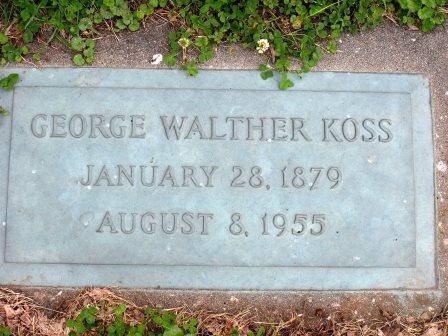 GEORGE WALTHER KOSS
JANUARY 28, 1879
AUGUST 8, 1955